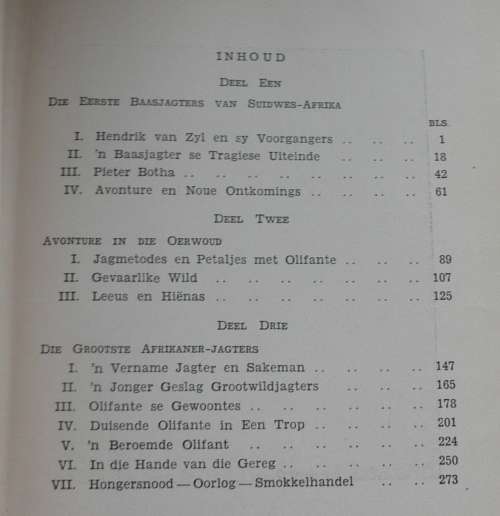 INHOUD
DEEL EEN
DIE EERSTE BAASJAGTERS VAN SUIDWES-AFRIKA
BLS.
I. Hendrik van Zyl en sy Voorgangers .. .. .. 1
II. 'n Baasjagter se Tragiese Uiteinde .. .. .. 18
III. Pieter Botha .. .. .. .. .. .. .. .. 42
IV. Avonture en Noue Ontkomings .. .. .. .. 61
DEEL TWEE
AVONTURE IN DIE OERWOUD
I. Jagmetodes en Petaljes met Olifante .. .. .. 89
II. Gevaarlike Wild .. .. .. .. .. .. .. 107
III. Leeus en Hiënas .. .. .. .. .. .. .. 125
DEEL DRIE
DIE GROOTSTE AFRIKANER-JAGTERS
I. 'n Vername Jagter en Sakeman .. .. .. .. 147
II. 'n Jonger Geslag Grootwildjagters .. .. .. 165
III. Olifante se Gewoontes .. .. .. .. .. .. 178
IV. Duisende Olifante in Een Trop .. .. .. .. 201
V. 'n Beroemde Olifant .. .. .. .. .. .. 224
VI. In die Hande van die Gereg .. .. .. .. .. 250
VII. Hongersnood — Oorlog — Smokkelhandel .. .. 273